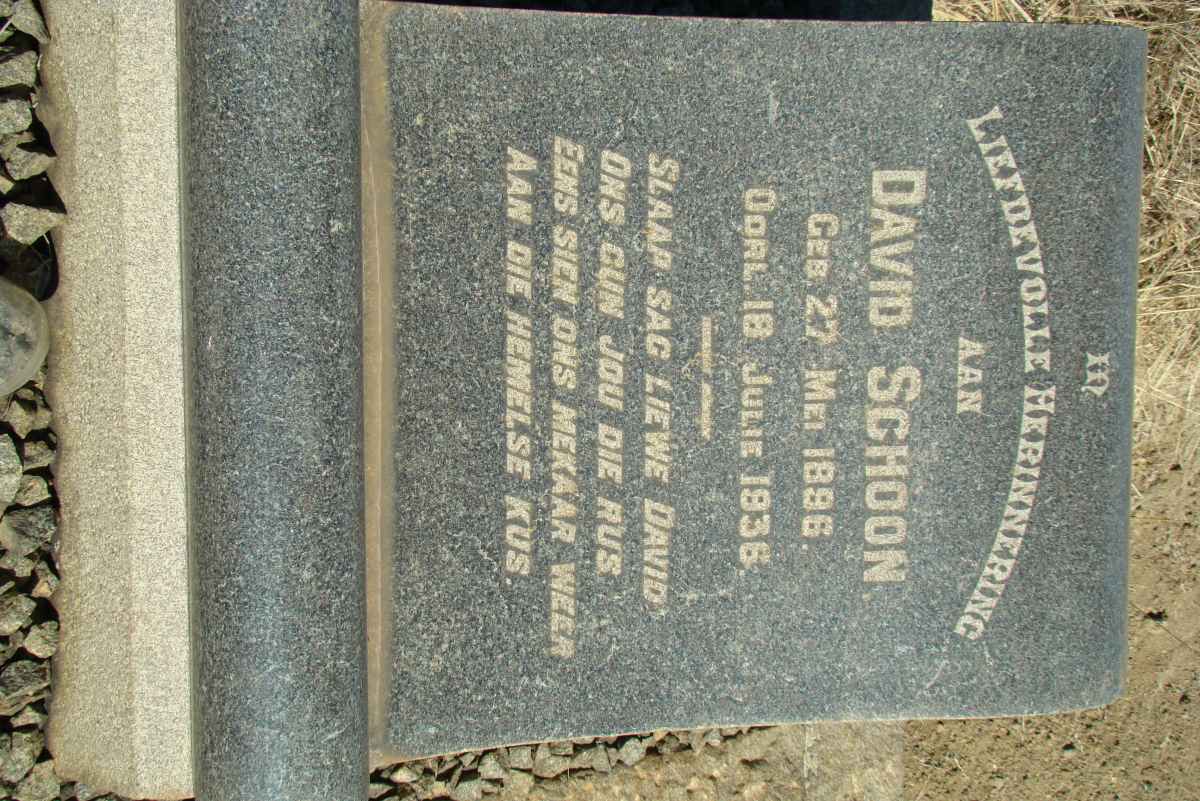 IN
LIEFDEVOLLE HERINNERING
AAN
DAVID SCHOON,
GEB. 27 MEI 1896.
OORL. 18 JULIE 1936.
SLAAP SAG LIEWE DAVID
ONS GUN JOU DIE RUS
EENS SIEN ONS MEKAAR WEER
AAN DIE HEMELSE KUS.